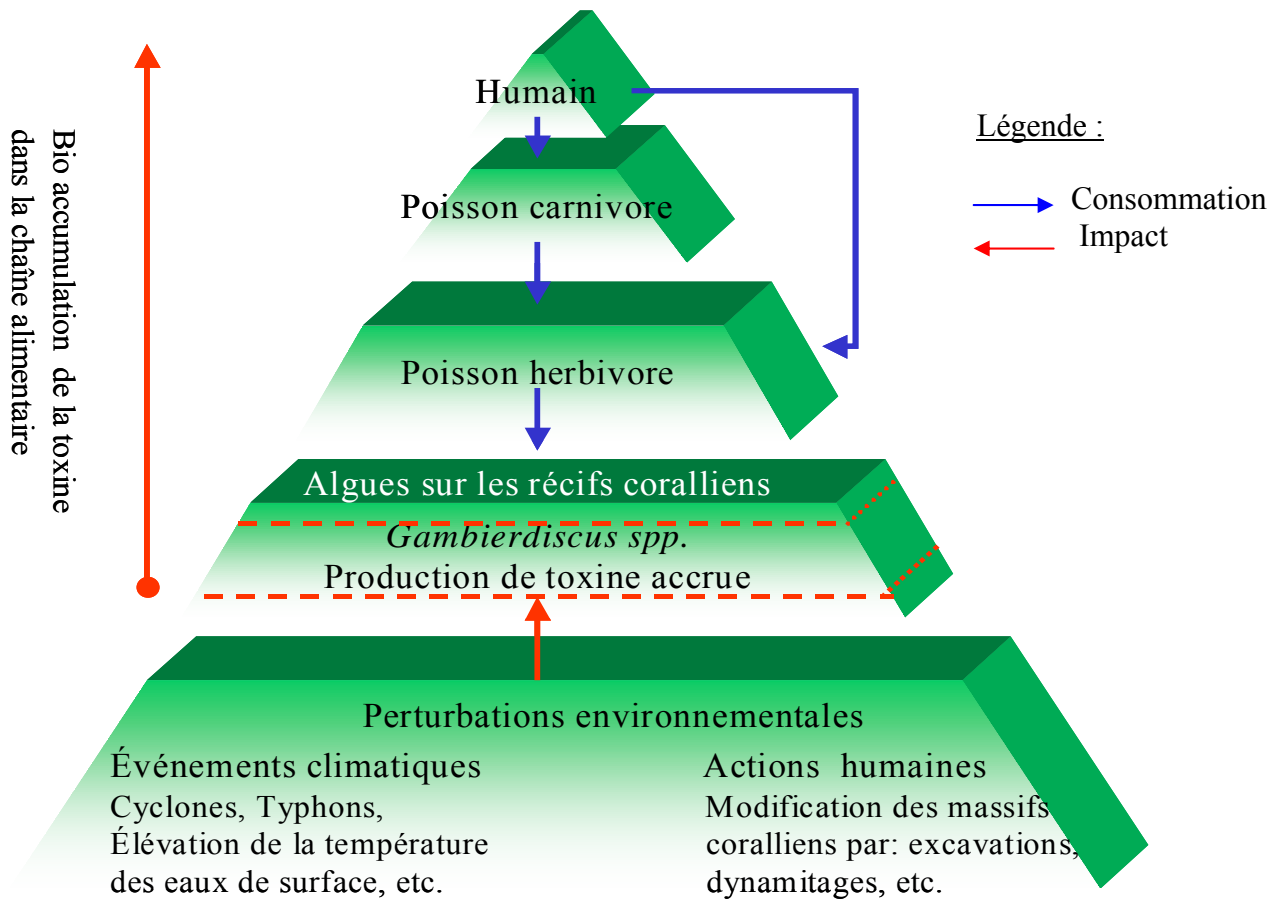 Humain
Poisson carnivore
Poisson herbivore
Algues sur les récifs coralliens
Gambierdiscus spp.
Production de toxine accrue
Perturbations environnementales
Événements climatiques
Cyclones, Typhons,
Élévation de la température
des eaux de surface, etc.
Actions humaines
Modification des massifs
coralliens par: excavations,
dynamitages, etc.
Bio accumulation de la toxine
dans la chaîne alimentaire
Légende :
Consommation
Impact